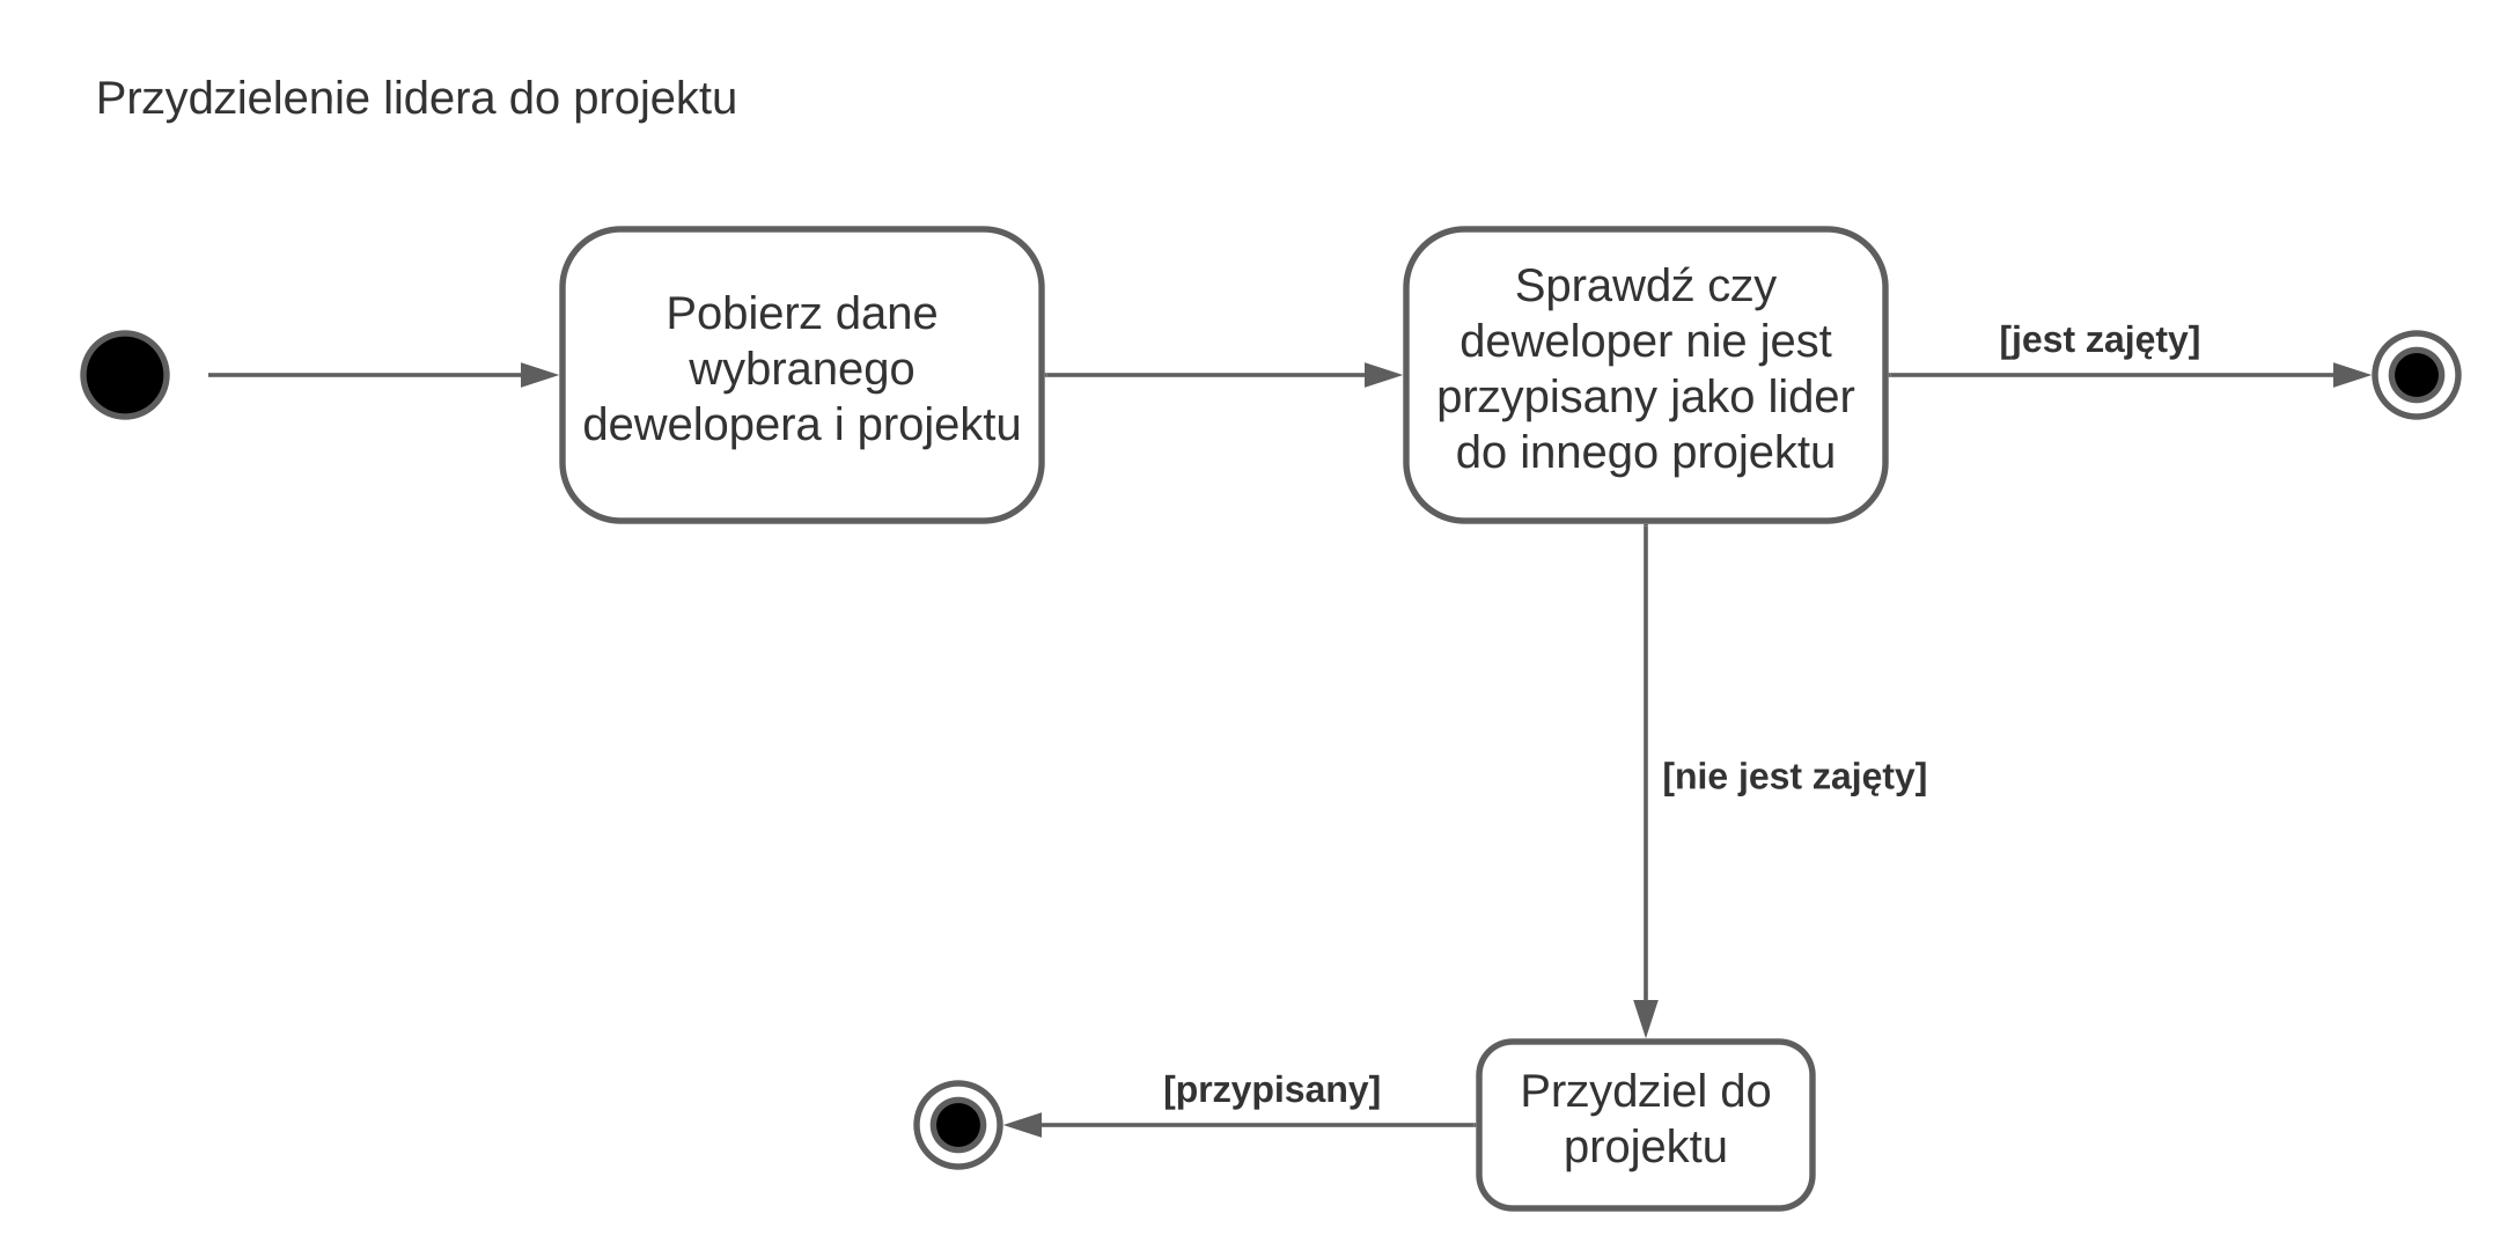 Przydzielenie lidera do projektu
Pobierz dane
wybranego
dewelopera i projektu
Sprawdź czy
deweloper nie jest
przypisany jako lider
do innego projektu
[jest zajęty]
[nie jest zajęty]
Przydziel do
projektu
[przypisany]